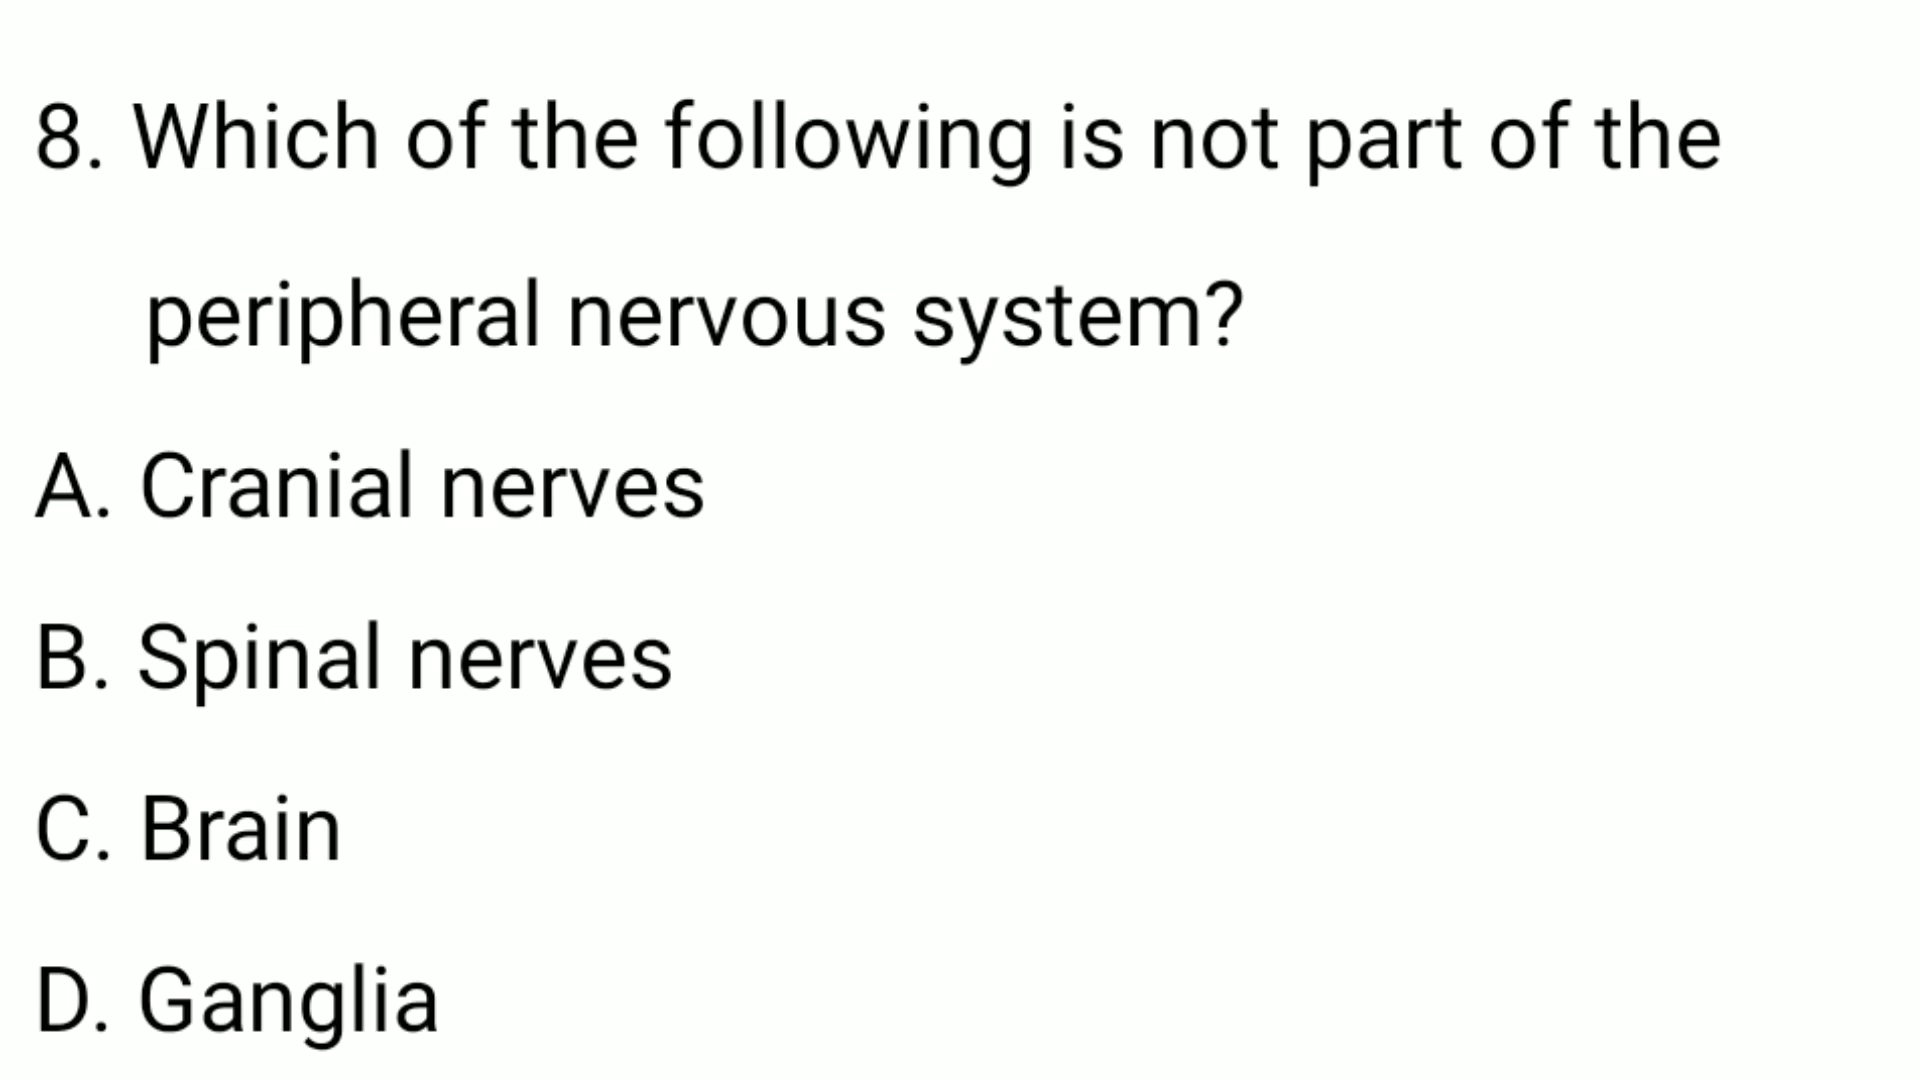 8. Which of the following is not part of the
peripheral nervous system?
A. Cranial nerves
B. Spinal nerves
C. Brain
D. Ganglia